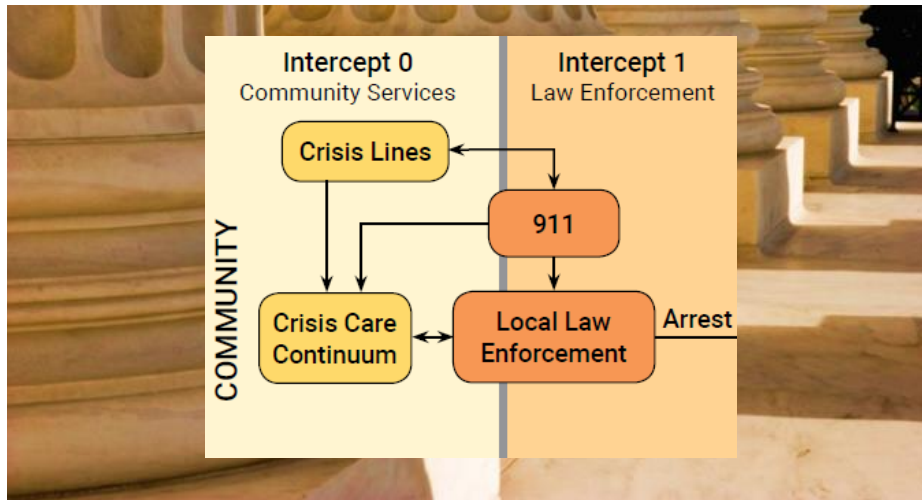 Intercept 0
Community Services
Intercept 1
Law Enforcement
Crisis Lines
911
COMMUNITY
Crisis Care
Continuum
Local Law
Enforcement
Arrest